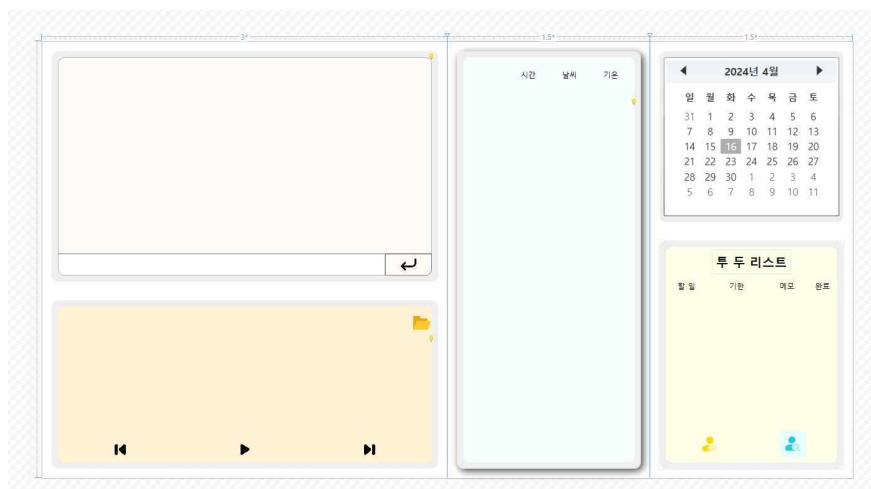 3*
1.5*
1.5*
시간 날씨 기온
2024년 4월
일 월 화 수 목 금 토
31 1 2 3 4 5 6
7 8 9 10 11 12 13
14 15 16 17 18 19 20
21 22 23 24 25 26 27
28 29 30 1 2 3 4
5 6 7 8 9 10 11
투 두 리스트
할 일 기한 메모 완료